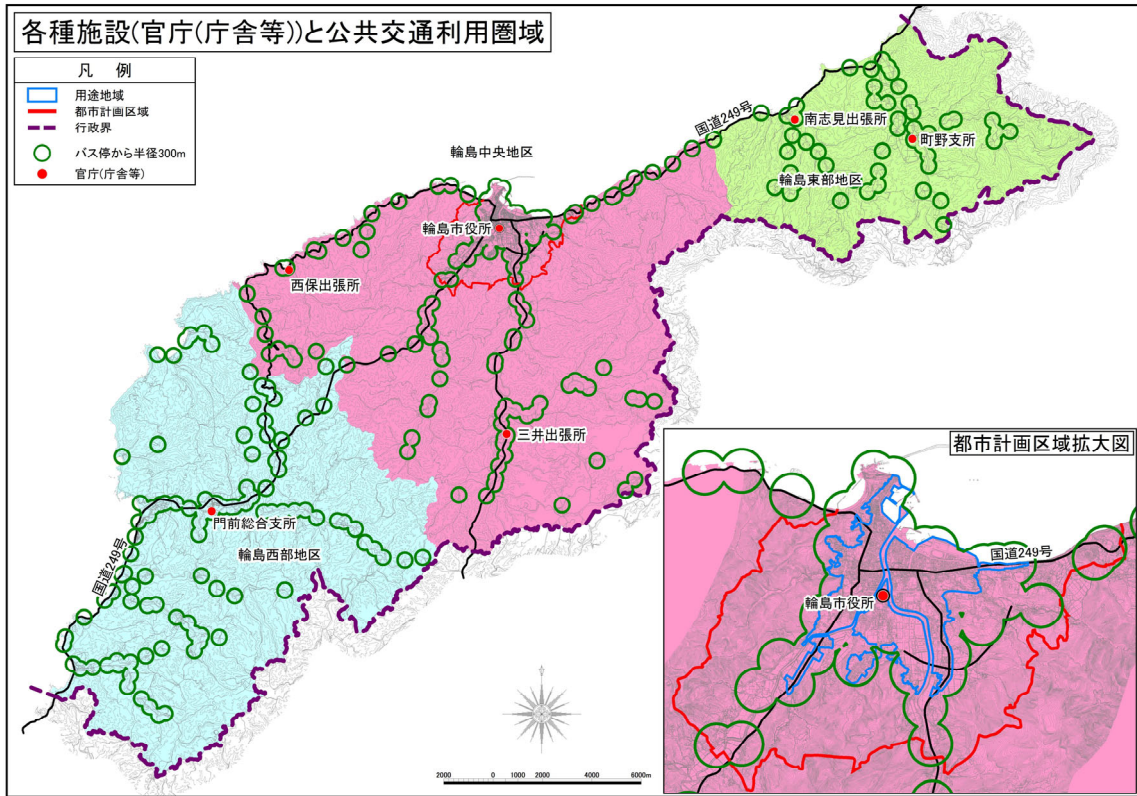 各種施設(官庁(庁舎等))と公共交通利用圏域
凡 例
用途地域
都市計画区域
行政界
バス停から半径300m
官庁(庁舎等)
国道249号
南志見出張所
町野支所
輪島東部地区
輪島中央地区
輪島市役所
西保出張所
三井出張所
門前総合支所
輪島西部地区
国道249号
2000 0 2000 4000 6000m
都市計画区域拡大図
国道249号
輪島市役所